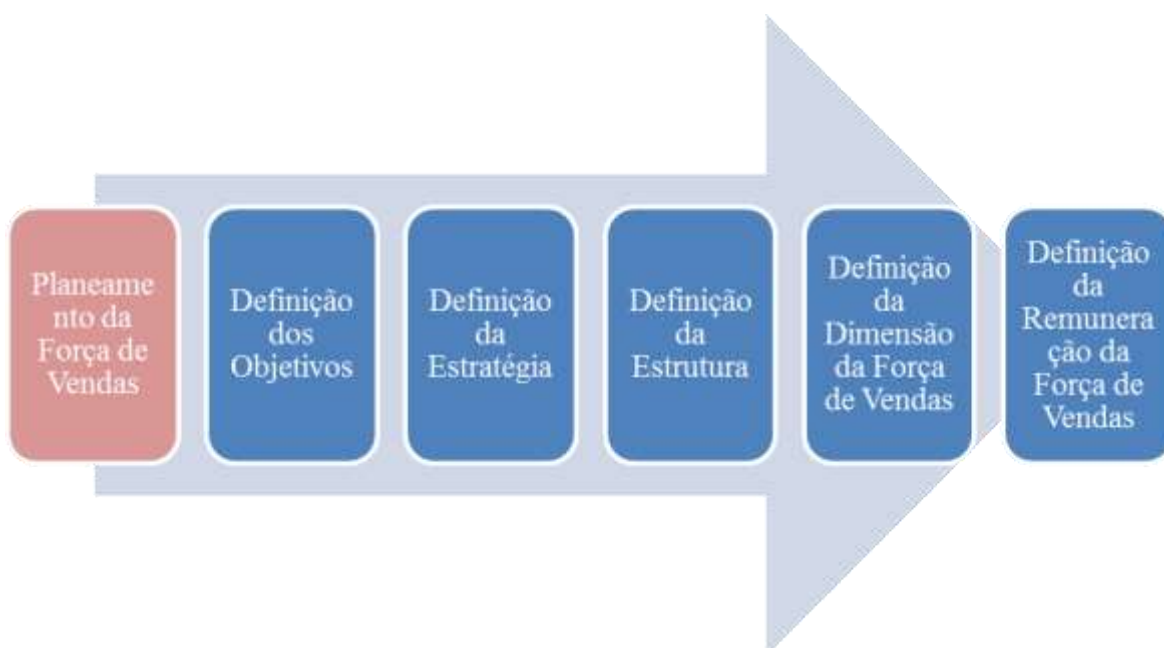 Planeame
nto da
Força de
Vendas
Definição
dos
Objetivos
Definição
da
Estratégia
Definição
da
Estrutura
Definição
da
Dimensão
da Força
de Vendas
Definição
da
Remunera
ção da
Força de
Vendas